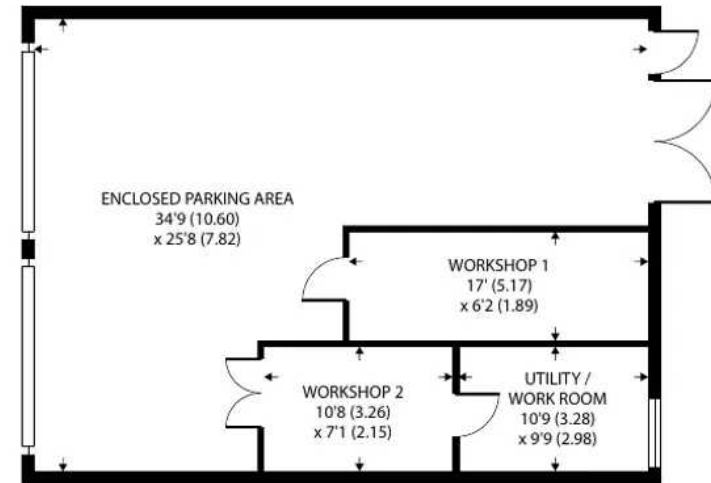 ENCLOSED PARKING AREA
34'9 (10.60)
x 25'8 (7.82)
WORKSHOP 1
17' (5.17)
x 6'2 (1.89)
WORKSHOP 2
10'8 (3.26)
x 7'1 (2.15)
UTILITY /
WORK ROOM
10'9 (3.28)
x 9'9 (2.98)